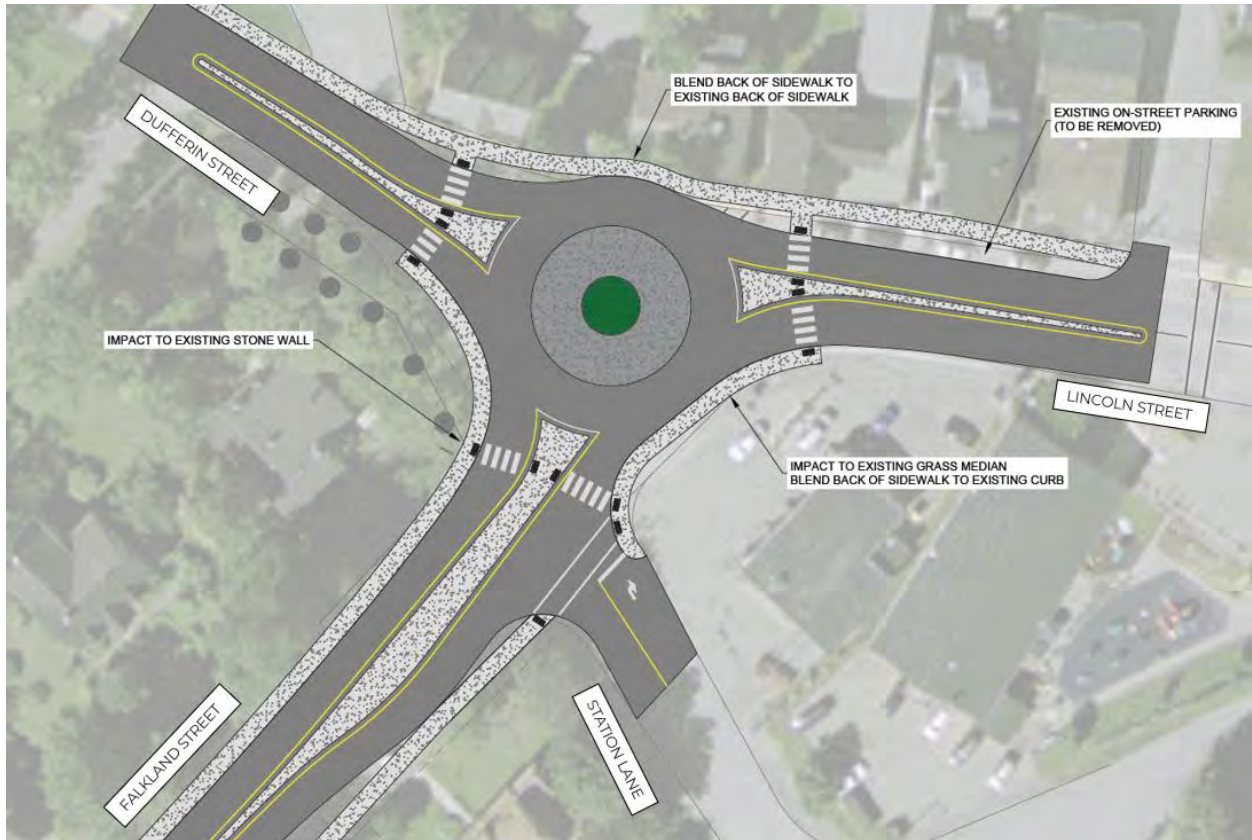 BLEND BACK OF SIDEWALK TO
EXISTING BACK OF SIDEWALK
EXISTING ON-STREET PARKING
(TO BE REMOVED)
DUFFERIN STREET
IMPACT TO EXISTING STONE WALL
LINCOLN STREET
IMPACT TO EXISTING GRASS MEDIAN
BLEND BACK OF SIDEWALK TO EXISTING CURB
FALKLAND STREET
STATION LANE